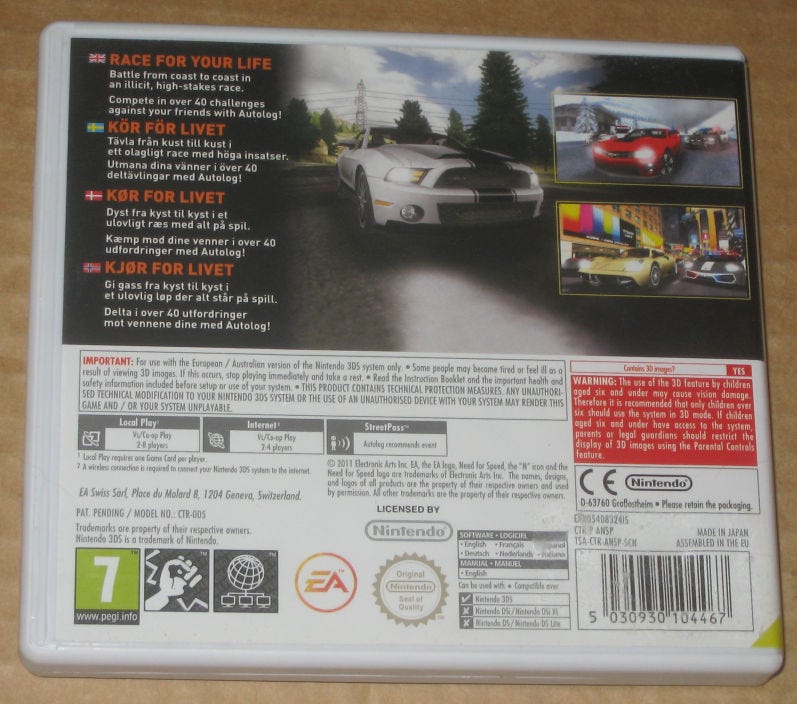 RACE FOR YOUR LIFE
Battle from coast to coast in
an illicit, high-stakes race.
Compete in over 40 challenges
against your friends with Autolog!
KÖR FÖR LIVET
Tävla från kust till kust i
ett olagligt race med höga insatser.
Utmana dina vänner i över 40
deltävlingar med Autolog!
KØR FOR LIVET
Dyst fra kyst til kyst i et
ulovligt ræs med alt på spil.
Kæmp mod dine venner i over 40
udfordringer med Autolog!
KJØR FOR LIVET
Gi gass fra kyst til kyst i
et ulovlig løp der alt står på spill.
Delta i over 40 utfordringer
mot vennene dine med Autolog!
IMPORTANT: For use with the European / Australian version of the Nintendo 3DS system only. • Some people may become tired or feel ill as a
result of viewing 3D images. If this occurs, stop playing immediately and take a rest. • Read the Instruction Booklet and the important health and
safety information included before setup or use of your system. • THIS PRODUCT CONTAINS TECHNICAL PROTECTION MEASURES. ANY UNAUTHORI-
SED TECHNICAL MODIFICATION TO YOUR NINTENDO 3DS SYSTEM OR THE USE OF AN UNAUTHORISED DEVICE WITH YOUR SYSTEM MAY RENDER THIS
GAME AND / OR YOUR SYSTEM UNPLAYABLE.
Contains 3D images? YES
WARNING: The use of the 3D feature by children
aged six and under may cause vision damage.
Therefore it is recommended that only children over
six should use the system in 3D mode. If children
aged six and under have access to the system,
parents or legal guardians should restrict the
display of 3D images using the Parental Controls
feature.
Local Play¹
Vs/Co-op Play
2-8 players
Internet²
Vs/Co-op Play
2-4 players
StreetPass™
Autolog recommends event
¹ Local Play requires one Game Card per player.
² A wireless connection is required to connect your Nintendo 3DS system to the internet.
© 2011 Electronic Arts Inc. EA, the EA logo, Need for Speed, the "N" icon and the
Need for Speed logo are trademarks of Electronic Arts Inc. The names, designs,
and logos of all products are the property of their respective owners and used
by permission. All other trademarks are the property of their respective owners.
EA Swiss Sàrl, Place du Molard 8, 1204 Geneva, Switzerland.
PAT. PENDING / MODEL NO.: CTR-005
Trademarks are property of their respective owners.
Nintendo 3DS is a trademark of Nintendo.
LICENSED BY
Nintendo®
CE Nintendo®
D-63760 Großostheim • Please retain the packaging.
SOFTWARE • LOGICIEL
• English • Français
• Deutsch • Nederlands • Italiano
MANUAL • MANUEL
• English
Can be used with • Compatible avec
Nintendo 3DS
Nintendo DSi/Nintendo DSi XL
Nintendo DS/Nintendo DS Lite
ANSP
TSA-CTR-ANSP-SCN
MADE IN JAPAN
ASSEMBLED IN THE EU
7
www.pegi.info
EA™
Original
Nintendo
Seal of
Quality
5 030930 104467